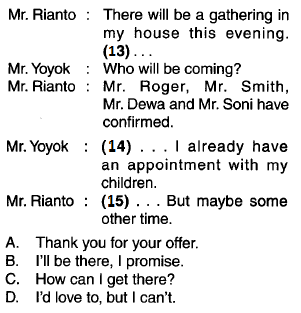 Mr. Rianto : There will be a gathering in
my house this evening.
(13) . . .
Mr. Yoyok : Who will be coming?
Mr. Rianto : Mr. Roger, Mr. Smith,
Mr. Dewa and Mr. Soni have
confirmed.
Mr. Yoyok : (14) . . . I already have
an appointment with my
children.
Mr. Rianto : (15) . . . But maybe some
other time.
A. Thank you for your offer.
B. I'll be there, I promise.
C. How can I get there?
D. I'd love to, but I can't.